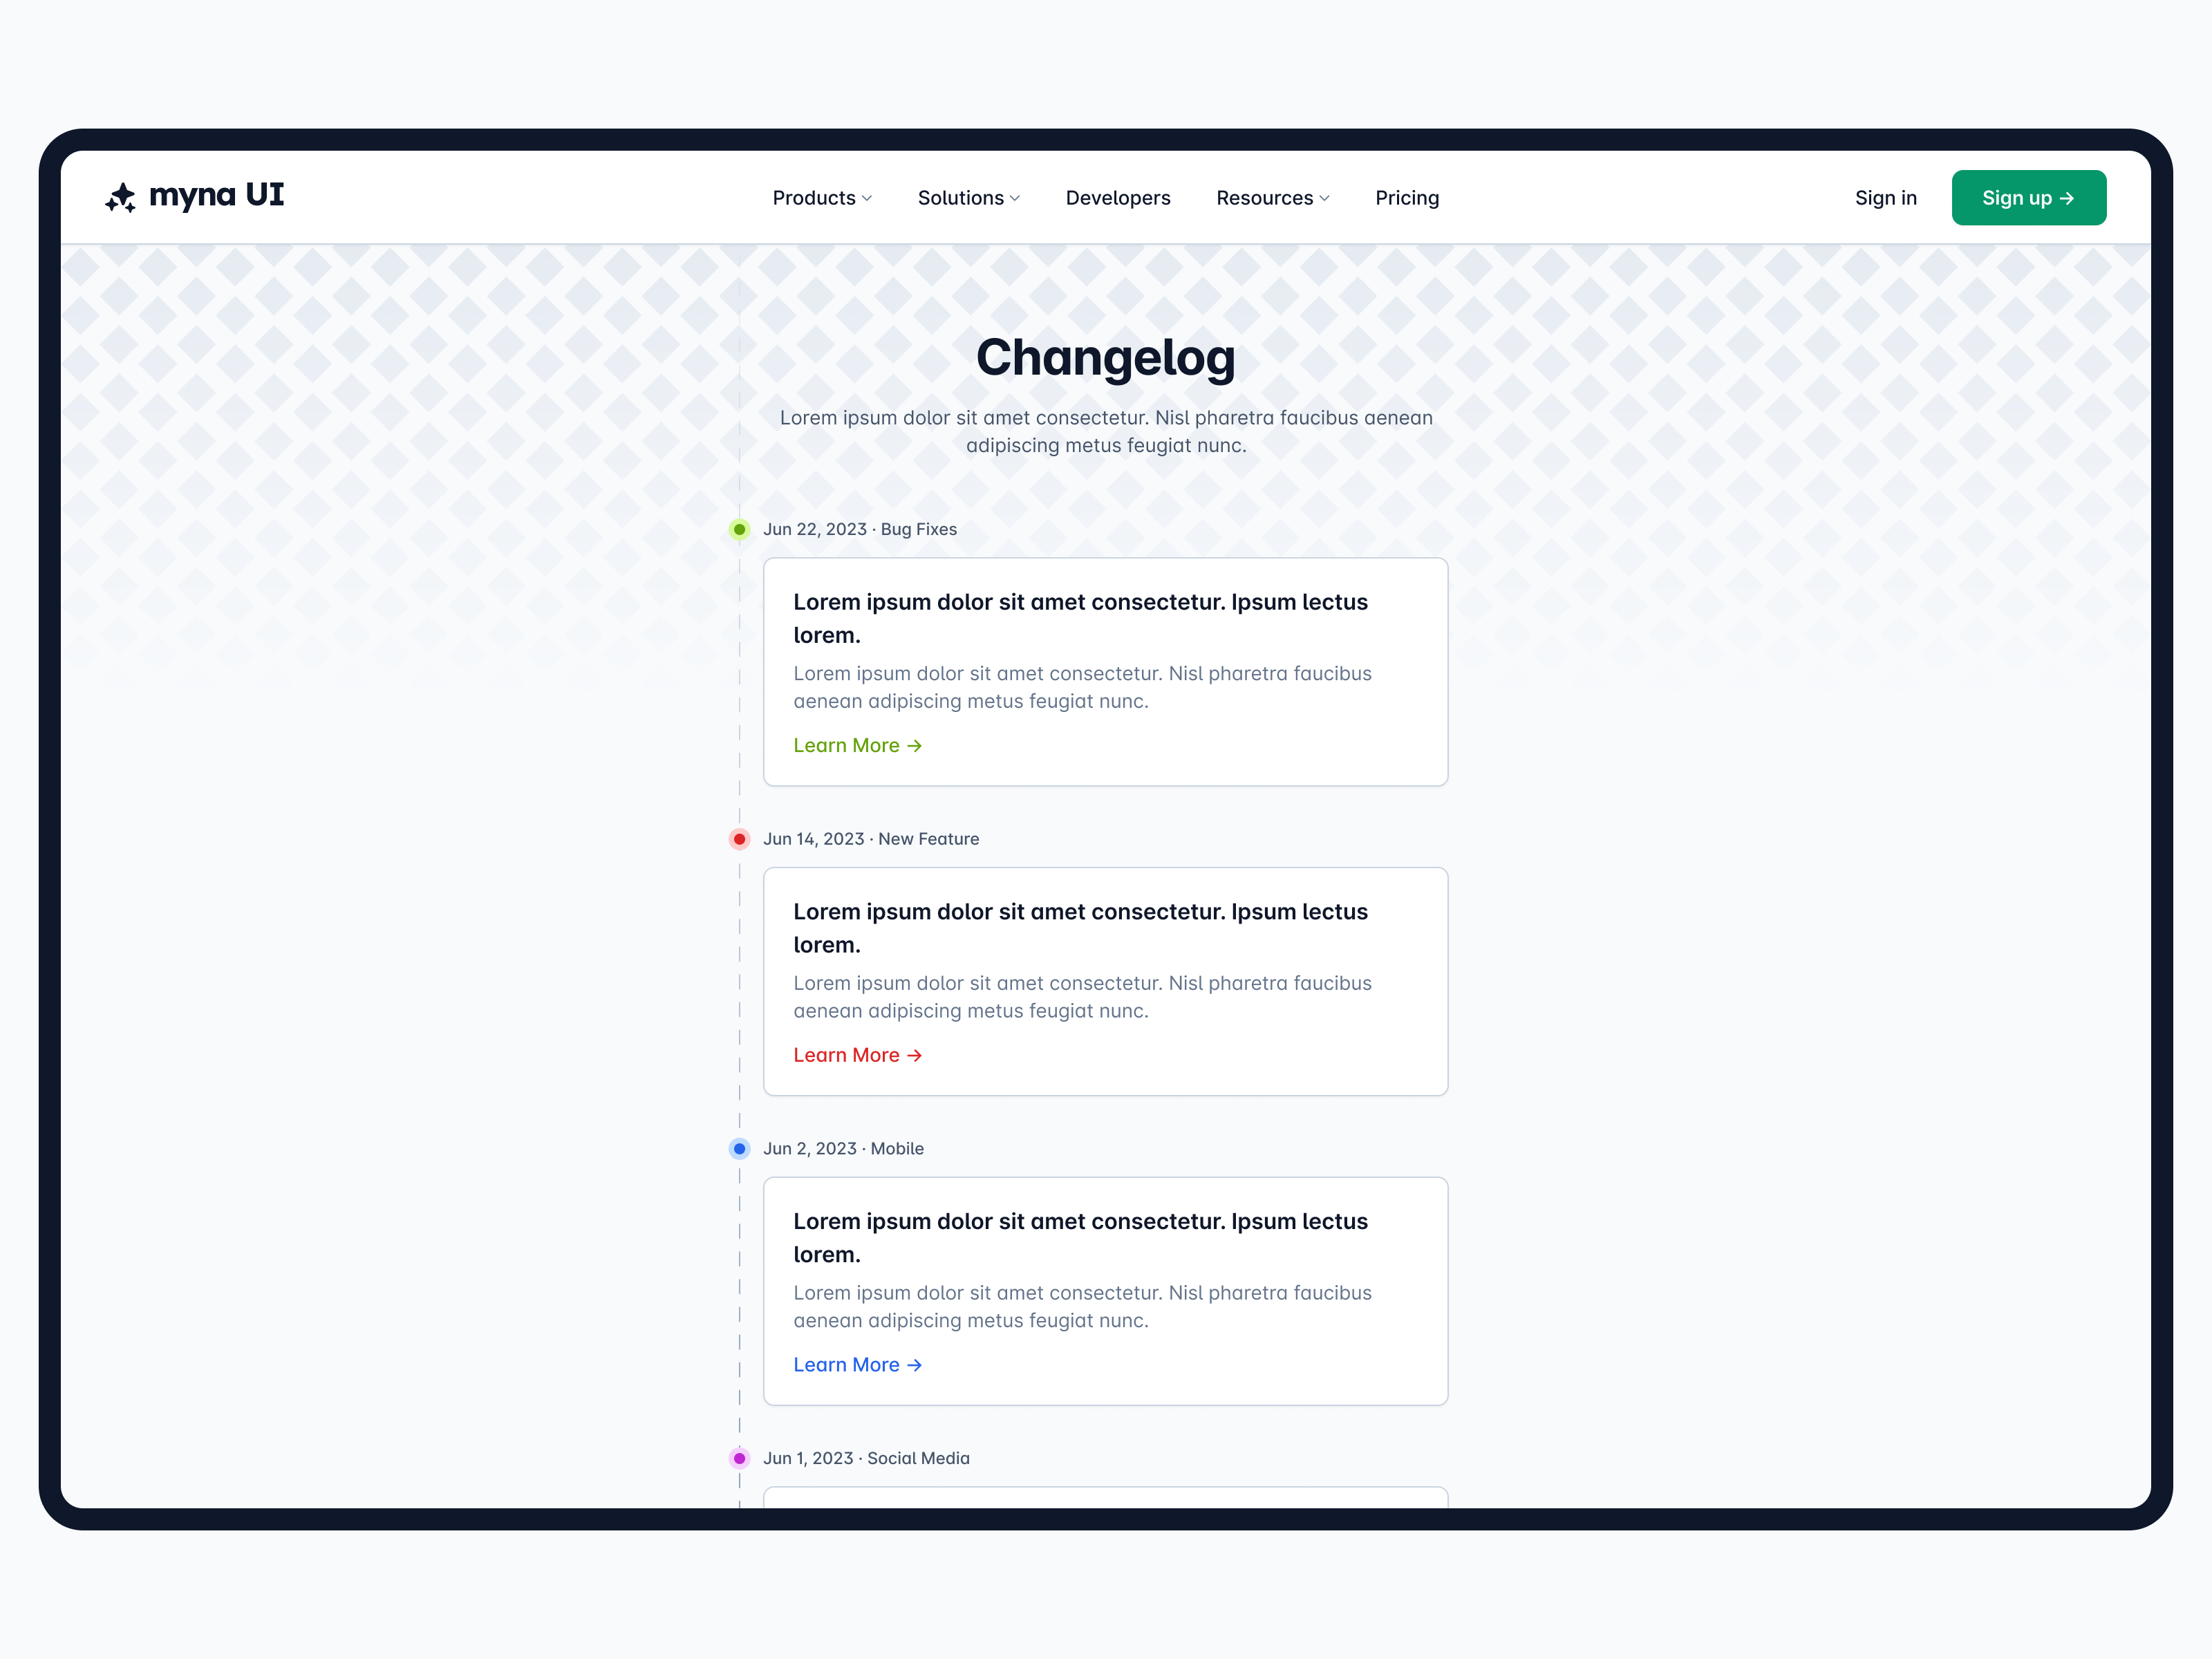 myna UI
Products
Solutions
Developers
Resources
Pricing
Sign in
Sign up →
Changelog
Lorem ipsum dolor sit amet consectetur. Nisl pharetra faucibus aenean
adipiscing metus feugiat nunc.
Jun 22, 2023 · Bug Fixes
Lorem ipsum dolor sit amet consectetur. Ipsum lectus
lorem.
Lorem ipsum dolor sit amet consectetur. Nisl pharetra faucibus
aenean adipiscing metus feugiat nunc.
Learn More →
Jun 14, 2023 · New Feature
Lorem ipsum dolor sit amet consectetur. Ipsum lectus
lorem.
Lorem ipsum dolor sit amet consectetur. Nisl pharetra faucibus
aenean adipiscing metus feugiat nunc.
Learn More →
Jun 2, 2023 · Mobile
Lorem ipsum dolor sit amet consectetur. Ipsum lectus
lorem.
Lorem ipsum dolor sit amet consectetur. Nisl pharetra faucibus
aenean adipiscing metus feugiat nunc.
Learn More →
Jun 1, 2023 · Social Media